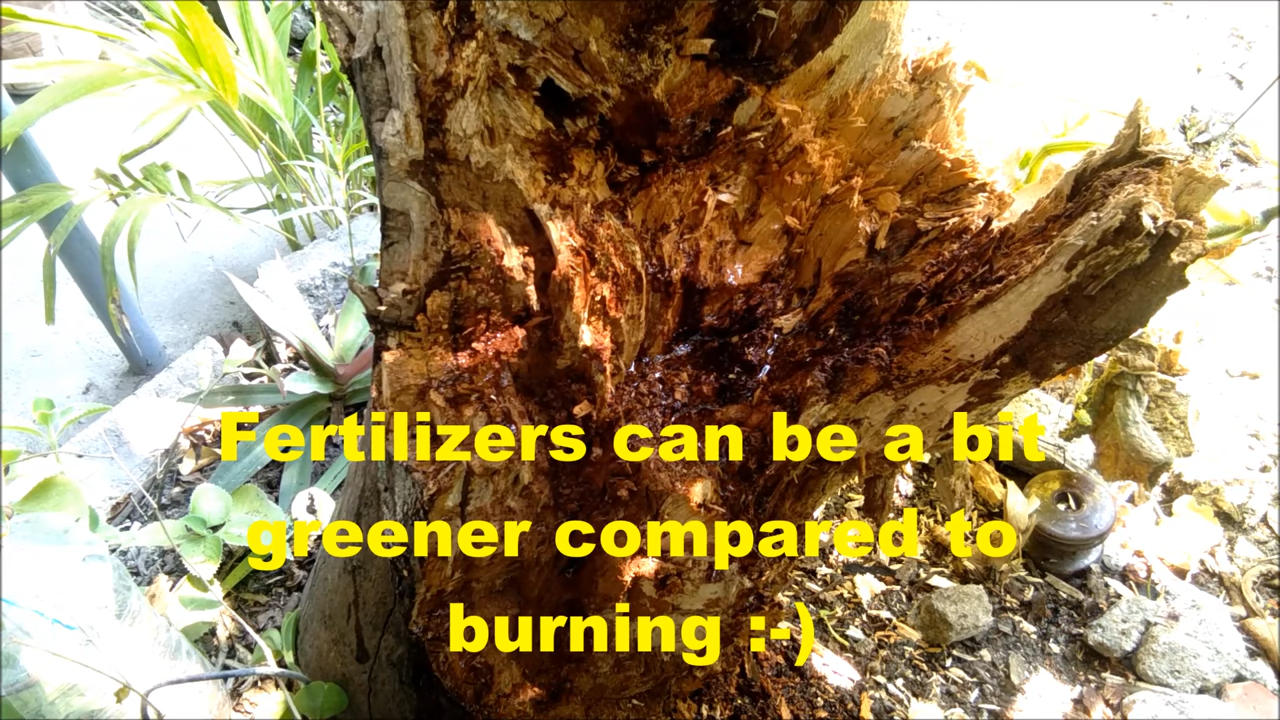 Fertilizers can be a bit
greener compared to
burning :-)